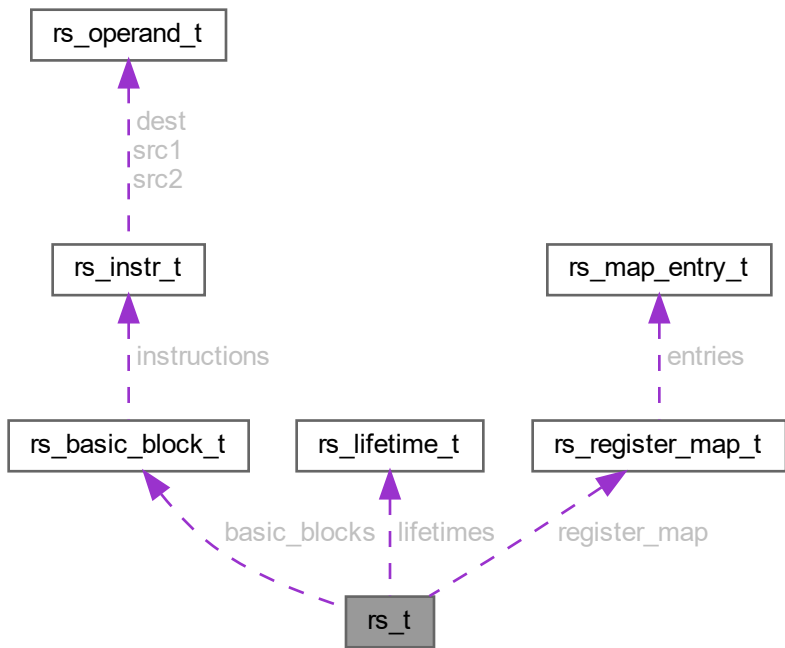 rs_operand_t
dest
src1
src2
rs_instr_t
rs_map_entry_t
instructions
entries
rs_basic_block_t
rs_lifetime_t
rs_register_map_t
basic_blocks
lifetimes
register_map
rs_t